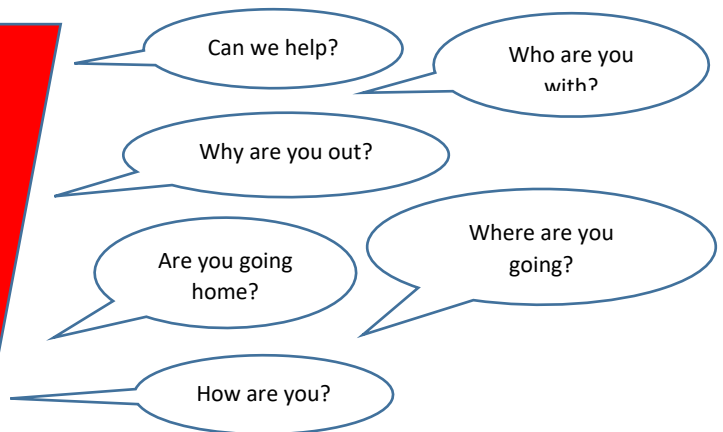 Can we help?
Who are you
with?
Why are you out?
Where are you
going?
Are you going
home?
How are you?